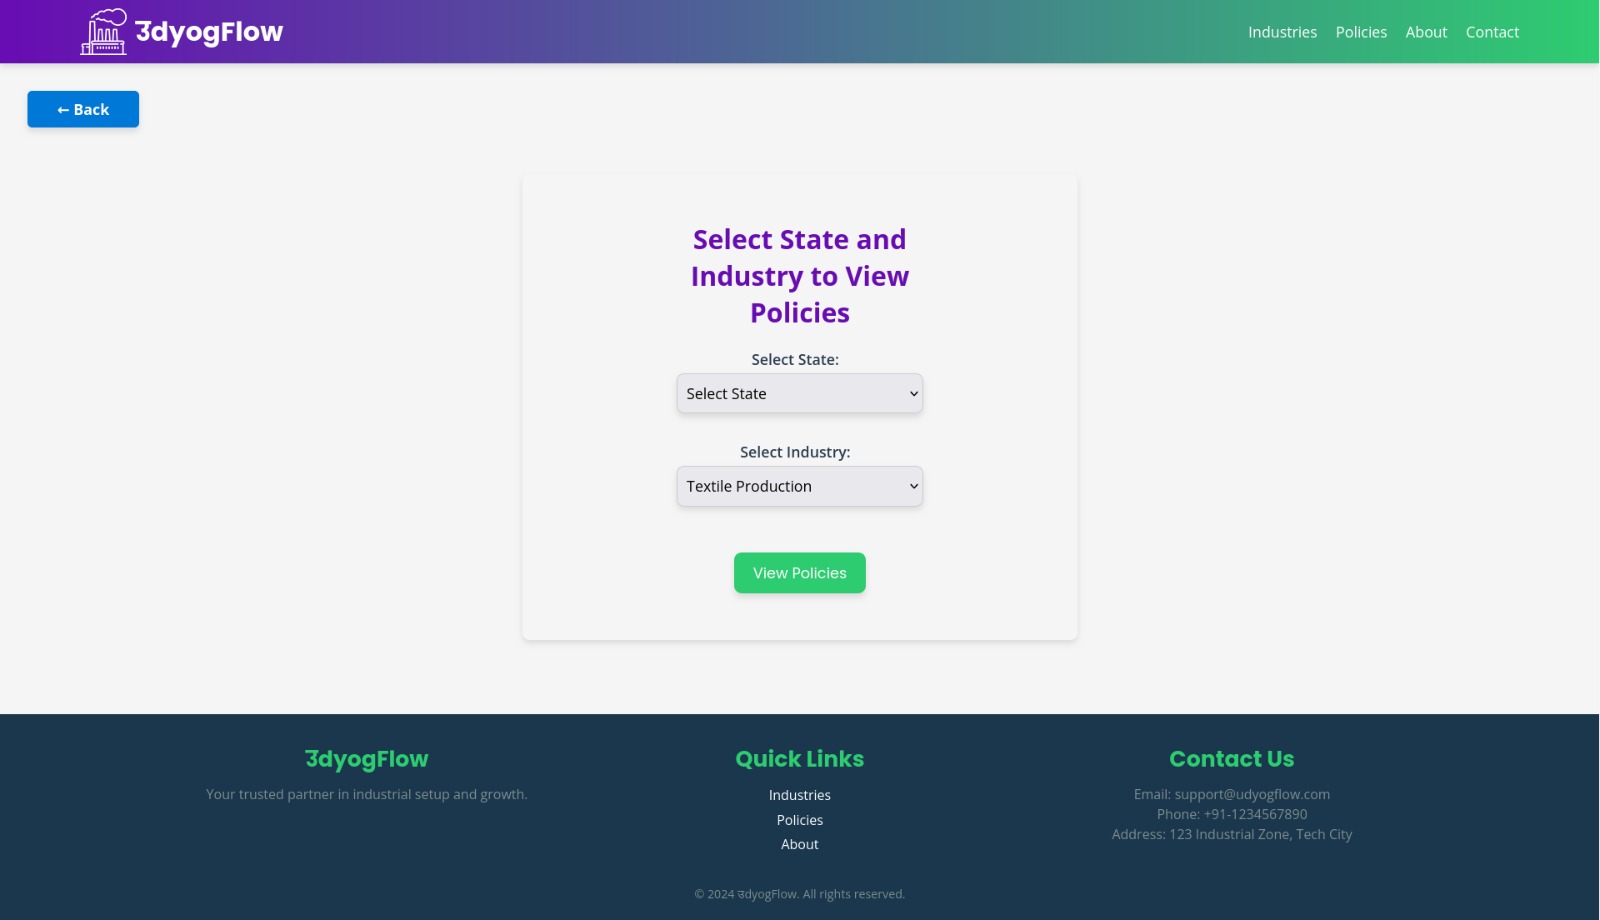 उdyogFlow
Industries
Policies
About
Contact
← Back
Select State and
Industry to View
Policies
Select State:
Select State
Select Industry:
Textile Production
View Policies
उdyogFlow
Your trusted partner in industrial setup and growth.
Quick Links
Industries
Policies
About
Contact Us
Email: support@udyogflow.com
Phone: +91-1234567890
Address: 123 Industrial Zone, Tech City
© 2024 उdyogFlow. All rights reserved.